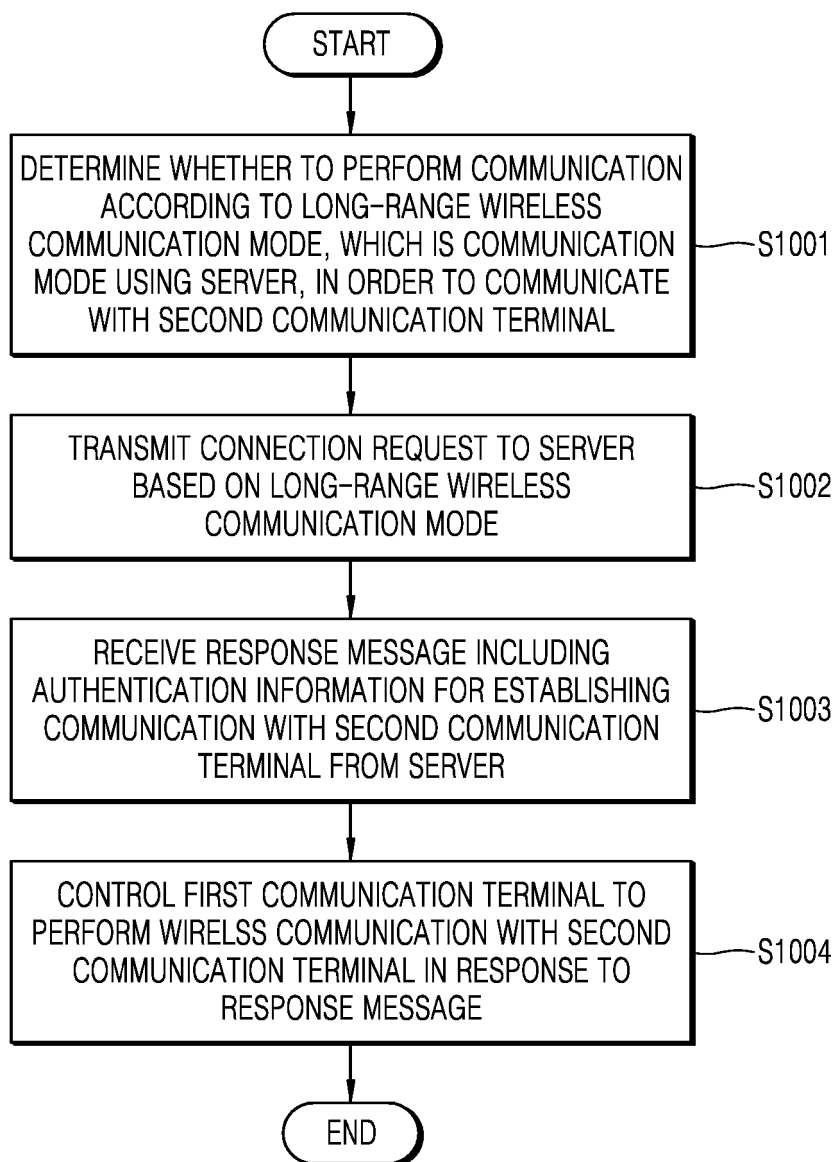 START
DETERMINE WHETHER TO PERFORM COMMUNICATION
ACCORDING TO LONG-RANGE WIRELESS
COMMUNICATION MODE, WHICH IS COMMUNICATION
MODE USING SERVER, IN ORDER TO COMMUNICATE
WITH SECOND COMMUNICATION TERMINAL
S1001
TRANSMIT CONNECTION REQUEST TO SERVER
BASED ON LONG-RANGE WIRELESS
COMMUNICATION MODE
S1002
RECEIVE RESPONSE MESSAGE INCLUDING
AUTHENTICATION INFORMATION FOR ESTABLISHING
COMMUNICATION WITH SECOND COMMUNICATION
TERMINAL FROM SERVER
S1003
CONTROL FIRST COMMUNICATION TERMINAL TO
PERFORM WIRELSS COMMUNICATION WITH SECOND
COMMUNICATION TERMINAL IN RESPONSE TO
RESPONSE MESSAGE
S1004
END